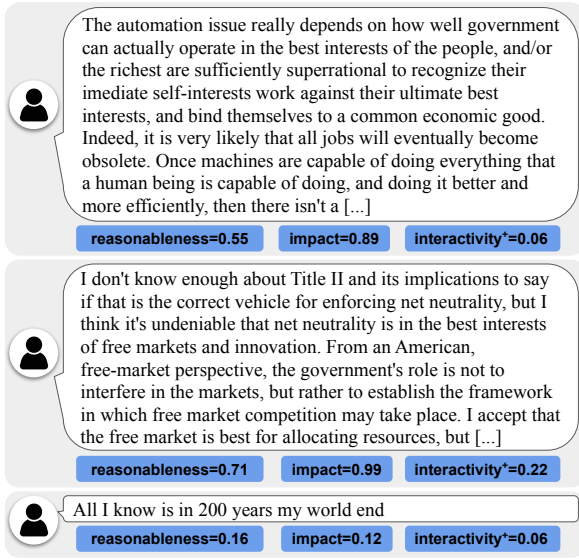 The automation issue really depends on how well government
can actually operate in the best interests of the people, and/or
the richest are sufficiently superrational to recognize their
imediate self-interests work against their ultimate best
interests, and bind themselves to a common economic good.
Indeed, it is very likely that all jobs will eventually become
obsolete. Once machines are capable of doing everything that
a human being is capable of doing, and doing it better and
more efficiently, then there isn't a [...]
reasonableness=0.55 impact=0.89 interactivity⁺=0.06
I don't know enough about Title II and its implications to say
if that is the correct vehicle for enforcing net neutrality, but I
think it's undeniable that net neutrality is in the best interests
of free markets and innovation. From an American,
free-market perspective, the government's role is not to
interfere in the markets, but rather to establish the framework
in which free market competition may take place. I accept that
the free market is best for allocating resources, but [...]
reasonableness=0.71 impact=0.99 interactivity⁺=0.22
All I know is in 200 years my world end
reasonableness=0.16 impact=0.12 interactivity⁺=0.06